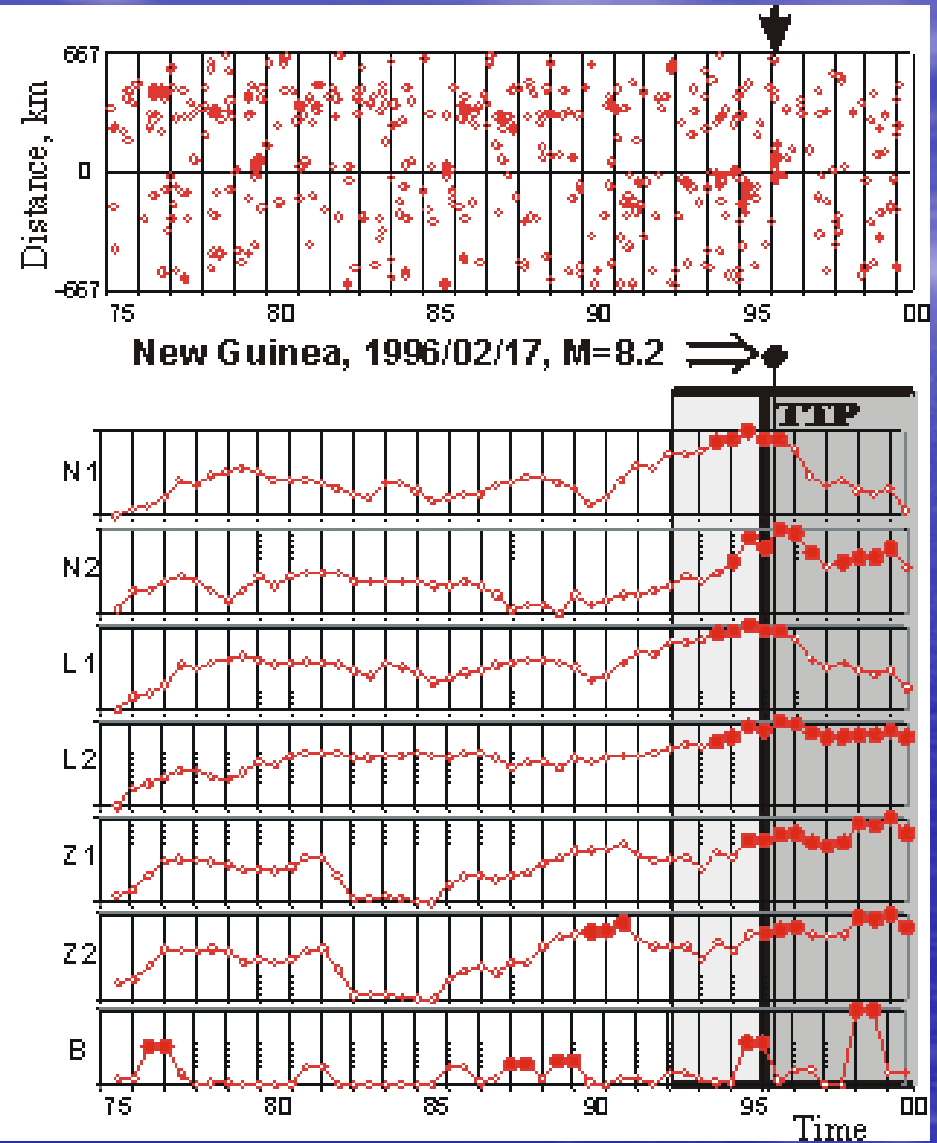 667
Distance, km
0
-667
75 80 85 90 95 00
New Guinea, 1996/02/17, M=8.2
TTP
N1
N2
L1
L2
Z1
Z2
B
75 80 85 90 95 00
Time